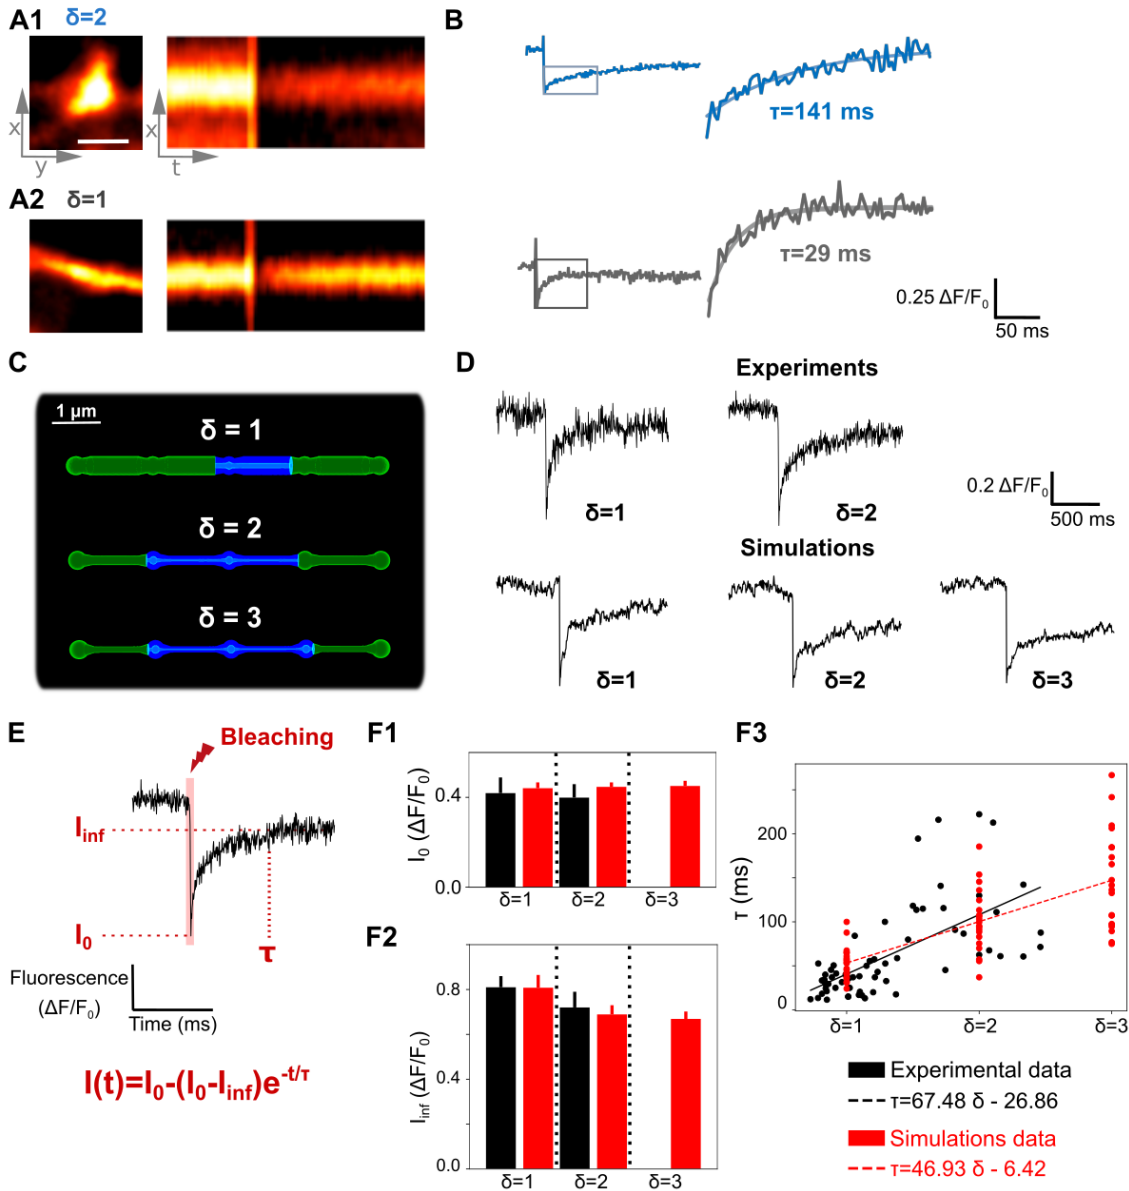 A1 δ=2
x
y
x
t
A2 δ=1
B
τ=141 ms
τ=29 ms
0.25 ΔF/F₀
50 ms
C
1 µm
δ = 1
δ = 2
δ = 3
D
Experiments
δ=1
δ=2
0.2 ΔF/F₀
500 ms
Simulations
δ=1
δ=2
δ=3
E
Bleaching
Iinf
I₀
τ
Fluorescence
(ΔF/F₀)
Time (ms)
I(t)=I₀-(I₀-Iinf)e^-t/τ
F1
I₀ (ΔF/F₀)
0.4
0.0
δ=1 δ=2 δ=3
F2
Iinf (ΔF/F₀)
0.8
0.4
0.0
δ=1 δ=2 δ=3
F3
τ (ms)
200
100
0
δ=1 δ=2 δ=3
Experimental data
τ=67.48 δ - 26.86
Simulations data
τ=46.93 δ - 6.42